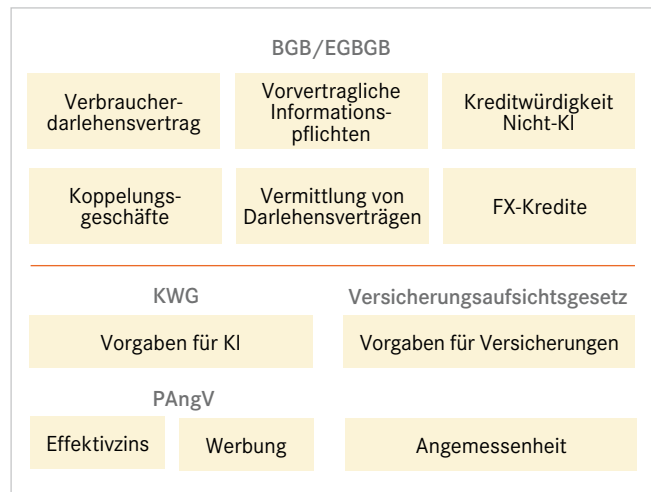 BGB/EGBGB
Verbraucher-
darlehensvertrag
Vorvertragliche
Informations-
pflichten
Kreditwürdigkeit
Nicht-KI
Koppelungs-
geschäfte
Vermittlung von
Darlehensverträgen
FX-Kredite
KWG
Versicherungsaufsichtsgesetz
Vorgaben für KI
Vorgaben für Versicherungen
PAngV
Effektivzins
Werbung
Angemessenheit